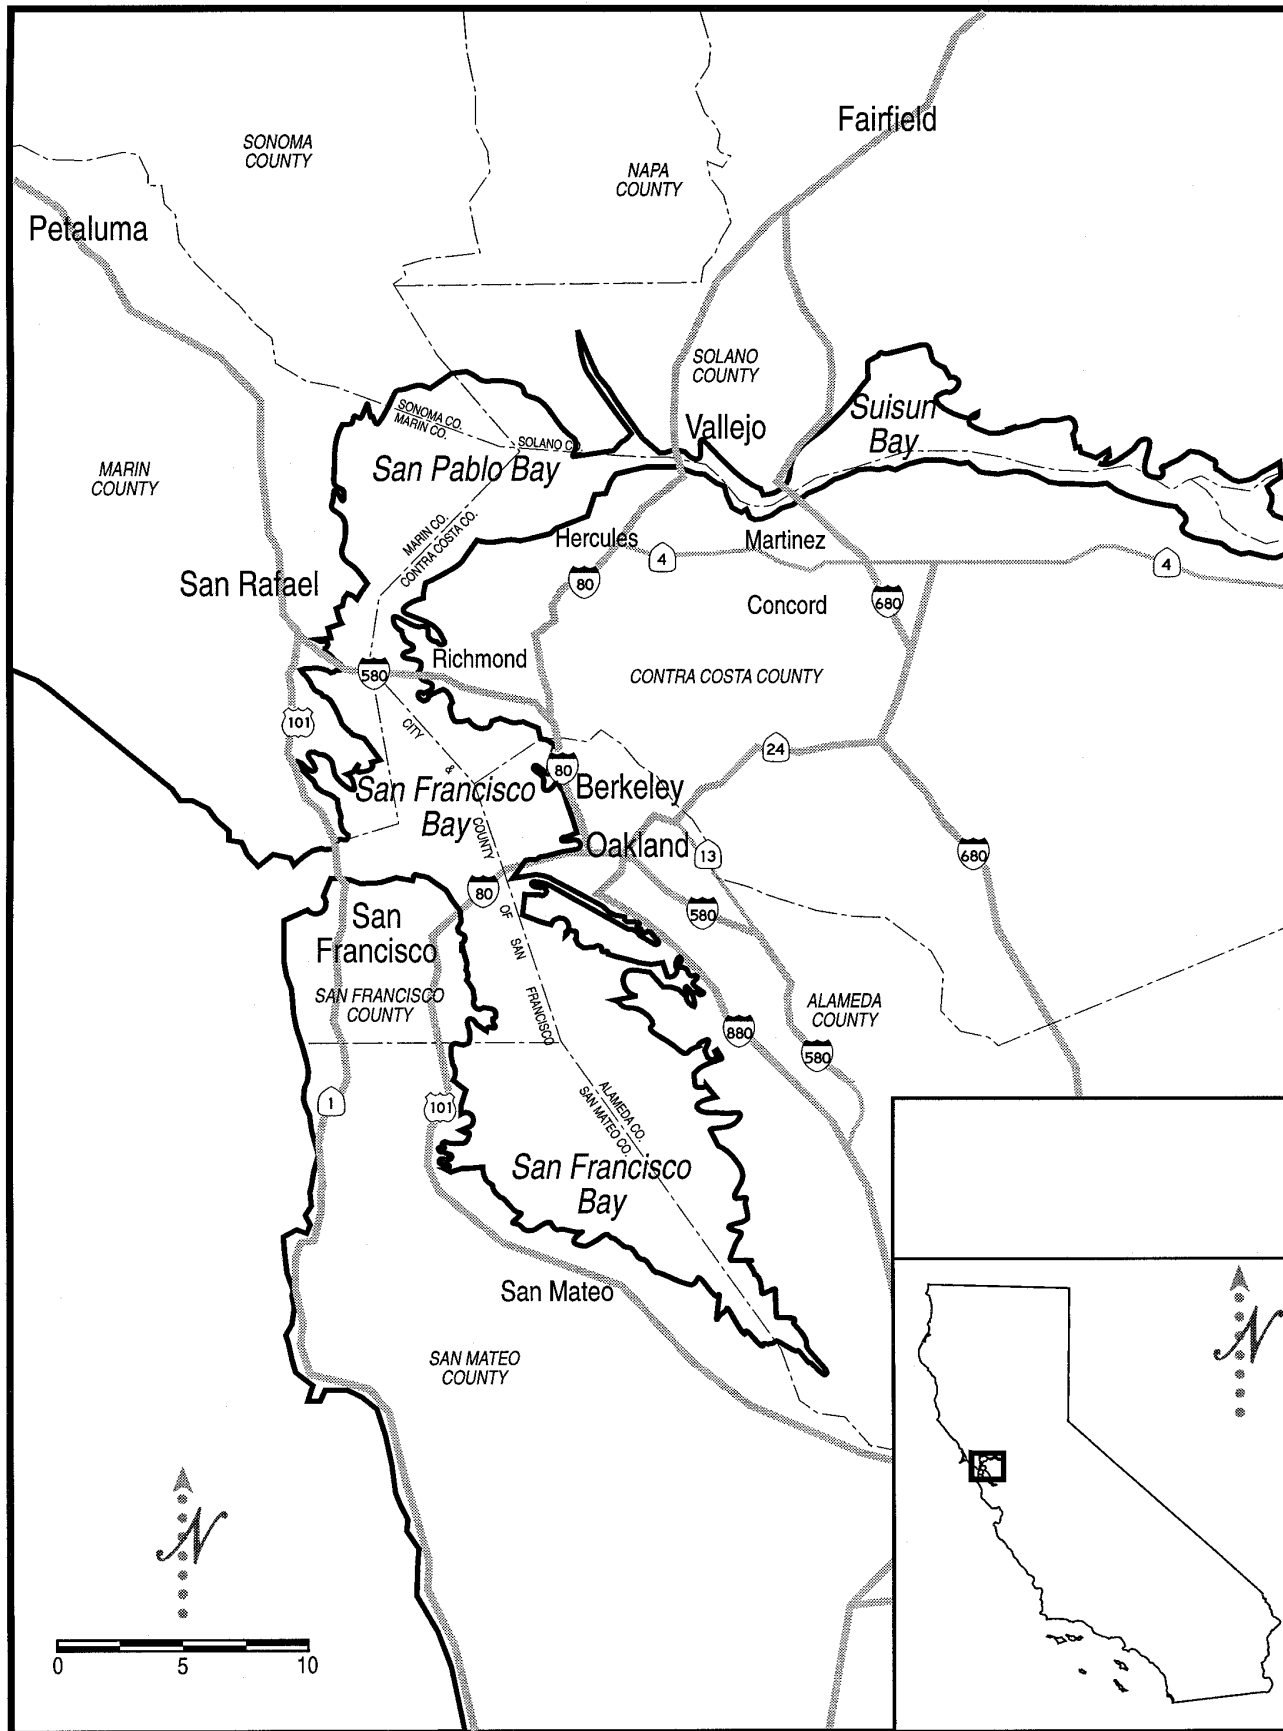 Fairfield
SONOMA
COUNTY
NAPA
COUNTY
Petaluma
SOLANO
COUNTY
SONOMA CO.
MARIN CO.
SOLANO C
Vallejo
Suisun
Bay
MARIN
COUNTY
San Pablo Bay
MARIN CO.
CONTRA COSTA CO.
Hercules
4
Martinez
4
80
San Rafael
680
Concord
Richmond
580
CONTRA COSTA COUNTY
101
CITY
&
COUNTY
OF
SAN
FRANCISCO
24
80
San Francisco
Bay
Berkeley
Oakland
13
680
80
580
San
Francisco
SAN FRANCISCO
COUNTY
ALAMEDA
COUNTY
880
580
1
101
ALAMEDA CO.
SAN MATEO CO.
San Francisco
Bay
San Mateo
SAN MATEO
COUNTY
N
N
0 5 10